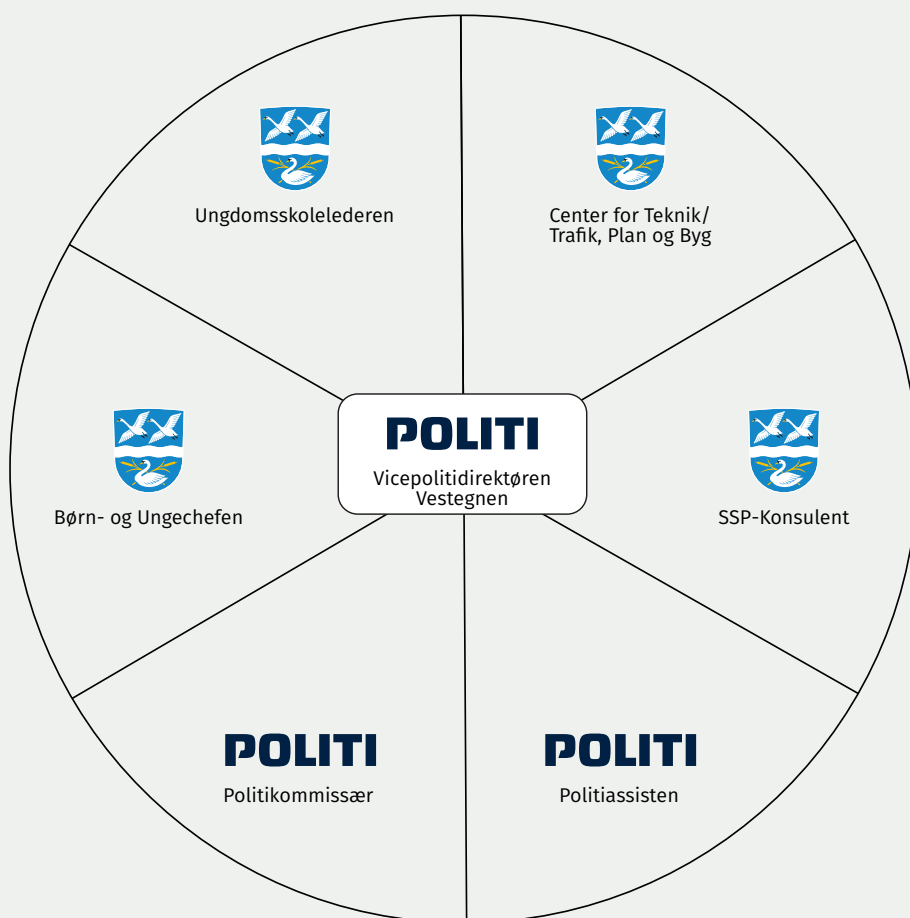 Ungdomsskolelederen
Center for Teknik/
Trafik, Plan og Byg
POLITI
Vicepolitidirektøren
Vestegnen
Børn- og Ungechefen
SSP-Konsulent
POLITI
Politikommissær
POLITI
Politiassisten